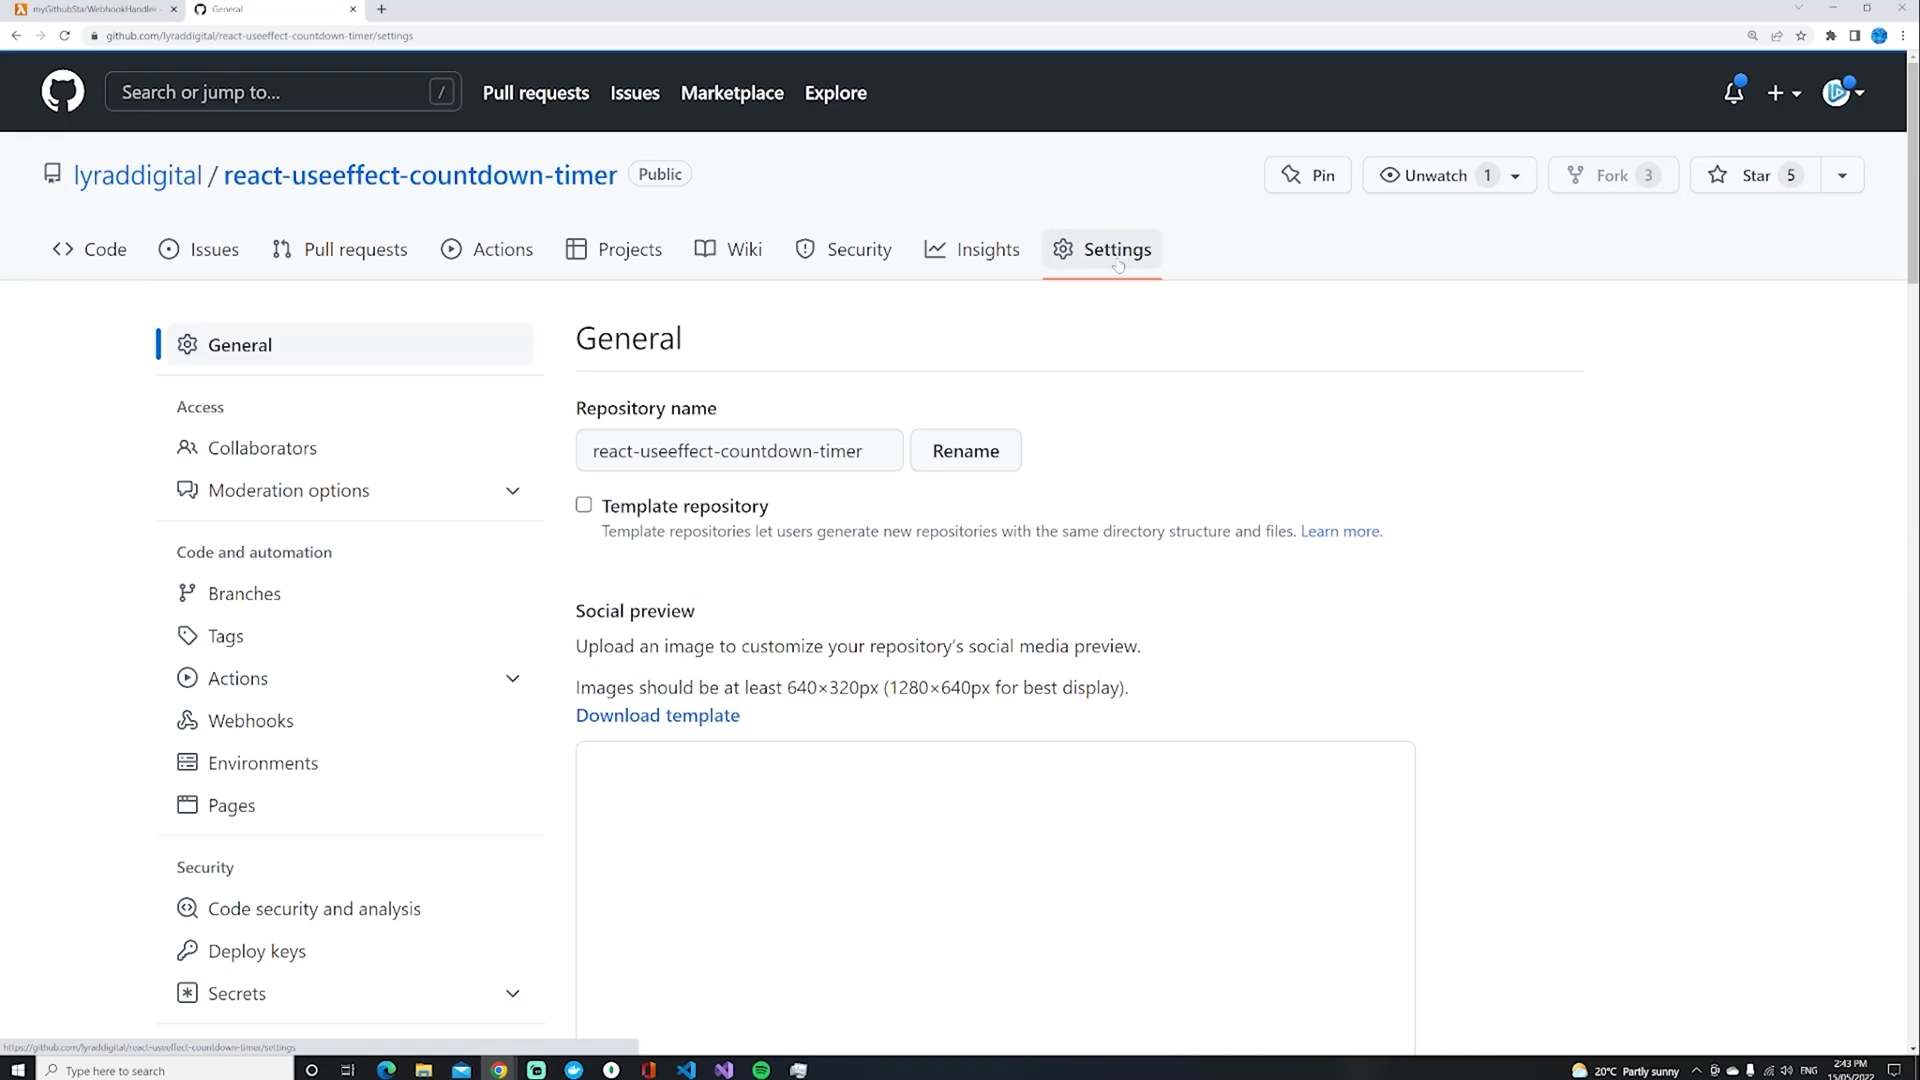 myGithubStarWebhookHandler
General
github.com/lyraddigital/react-useeffect-countdown-timer/settings
Search or jump to... /
Pull requests Issues Marketplace Explore
lyraddigital / react-useeffect-countdown-timer Public
Pin Unwatch 1 Fork 3 Star 5
Code Issues Pull requests Actions Projects Wiki Security Insights Settings
General
Access
Collaborators
Moderation options
Code and automation
Branches
Tags
Actions
Webhooks
Environments
Pages
Security
Code security and analysis
Deploy keys
Secrets
General
Repository name
react-useeffect-countdown-timer Rename
Template repository
Template repositories let users generate new repositories with the same directory structure and files. Learn more.
Social preview
Upload an image to customize your repository's social media preview.
Images should be at least 640×320px (1280×640px for best display).
Download template
https://github.com/lyraddigital/react-useeffect-countdown-timer/settings
Type here to search
20°C Partly sunny
ENG
2:43 PM
15/05/2022